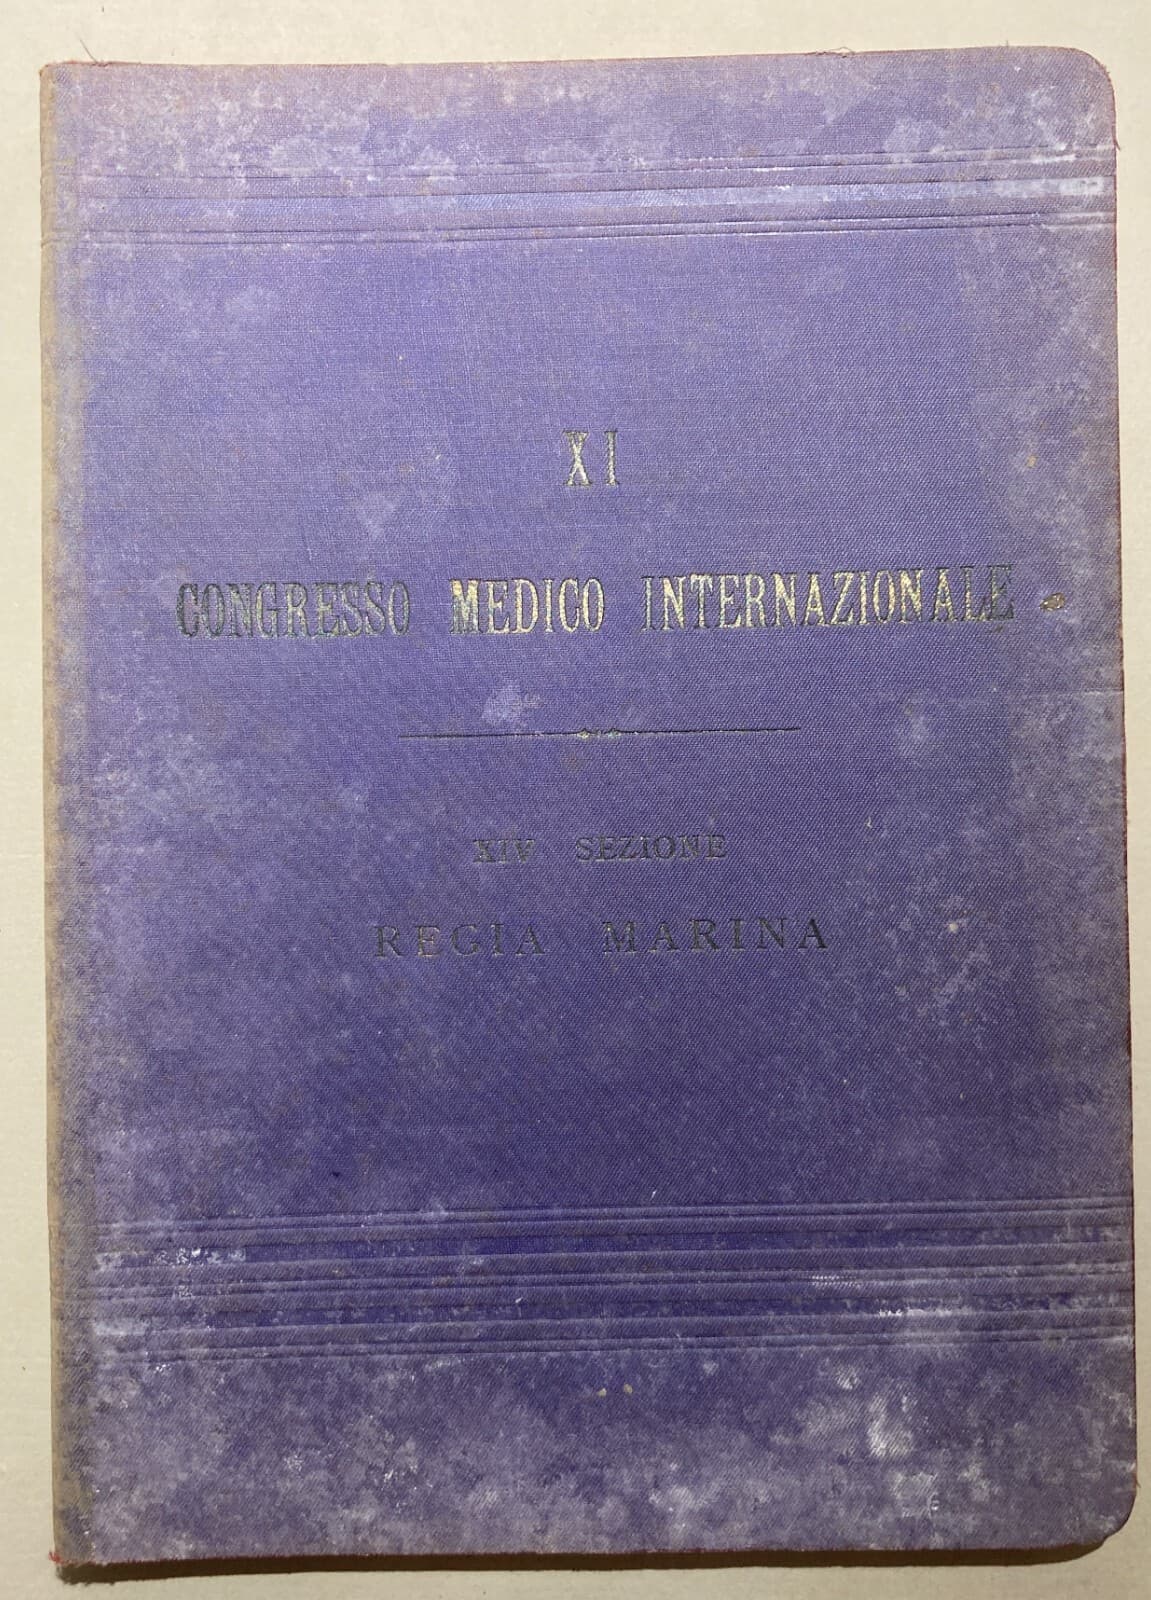 XI
CONGRESSO MEDICO INTERNAZIONALE
XIV SEZIONE
REGIA MARINA